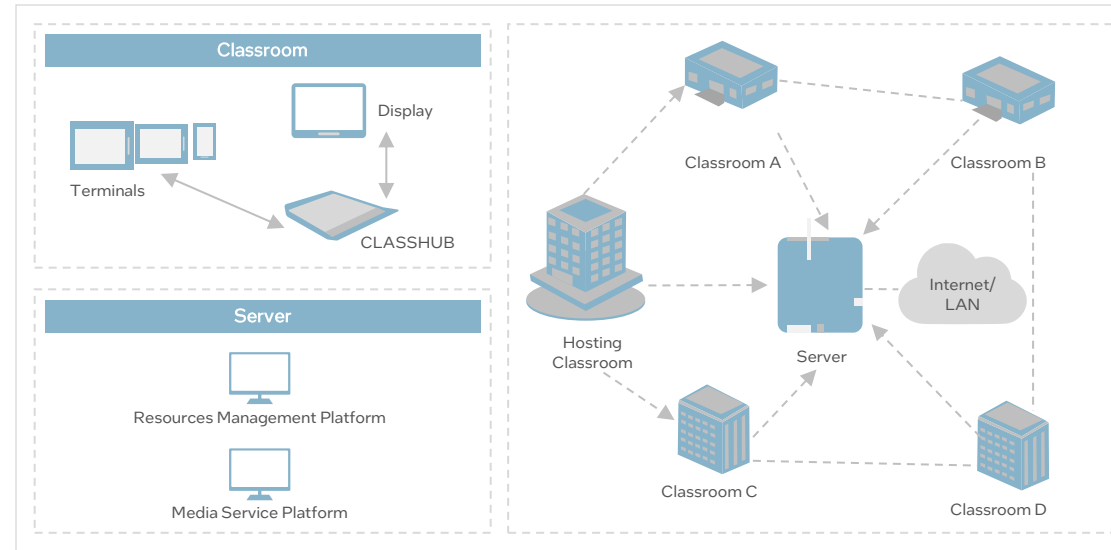 Classroom
Display
Terminals
CLASSHUB
Server
Resources Management Platform
Media Service Platform
Classroom A
Classroom B
Internet/
LAN
Hosting
Classroom
Server
Classroom C
Classroom D